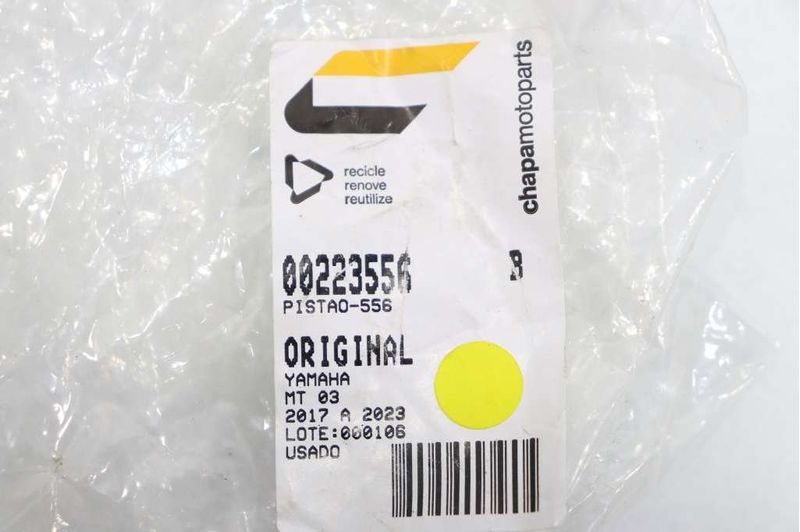 chapamotoparts
recicle
renove
reutilize
00223556 B
PISTAO-556
ORIGINAL
YAMAHA
MT 03
2017 A 2023
LOTE:000106
USADO